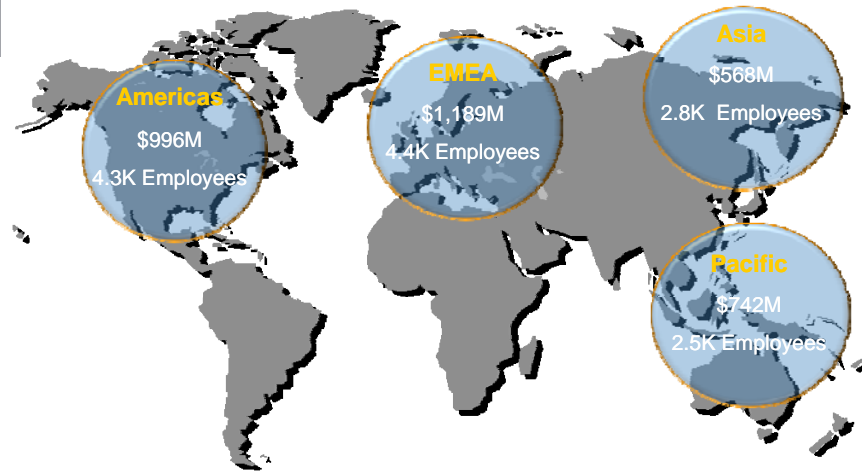 Americas
$996M
4.3K Employees
EMEA
$1,189M
4.4K Employees
Asia
$568M
2.8K Employees
Pacific
$742M
2.5K Employees